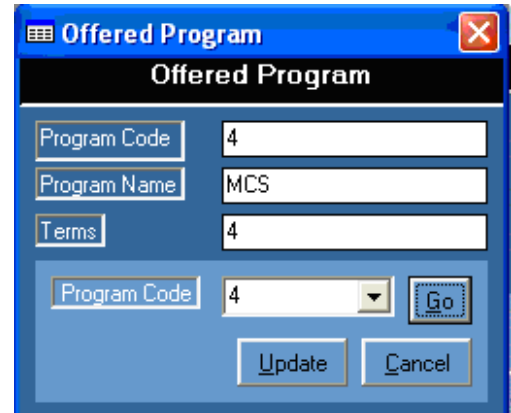 Offered Program
Offered Program
Program Code 4
Program Name MCS
Terms 4
Program Code 4 Go
Update Cancel